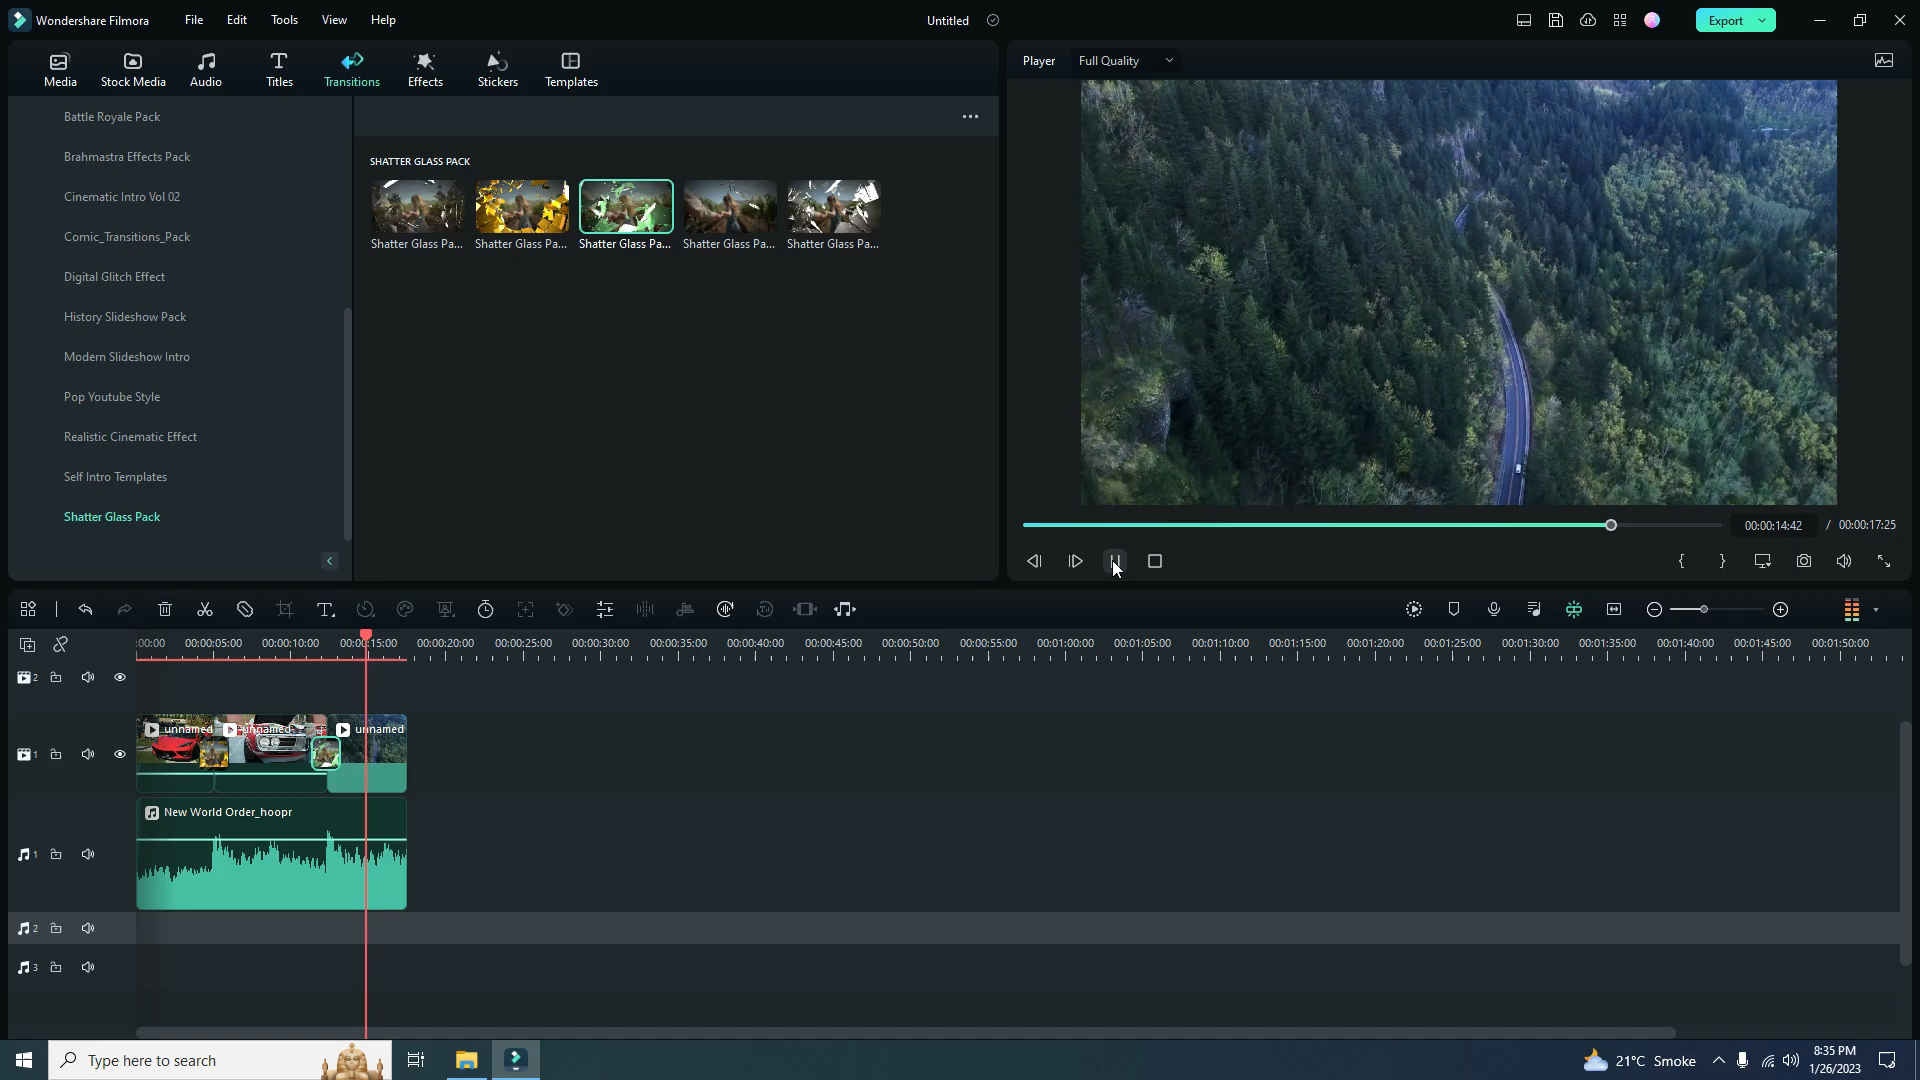 Wondershare Filmora
File Edit Tools View Help
Untitled
Export
Media Stock Media Audio Titles Transitions Effects Stickers Templates
Player Full Quality
Battle Royale Pack
Brahmastra Effects Pack
Cinematic Intro Vol 02
Comic_Transitions_Pack
Digital Glitch Effect
History Slideshow Pack
Modern Slideshow Intro
Pop Youtube Style
Realistic Cinematic Effect
Self Intro Templates
Shatter Glass Pack
SHATTER GLASS PACK
Shatter Glass Pa... Shatter Glass Pa... Shatter Glass Pa... Shatter Glass Pa... Shatter Glass Pa...
00:00:14:42 / 00:00:17:25
:00:00 00:00:05:00 00:00:10:00 00:00:15:00 00:00:20:00 00:00:25:00 00:00:30:00 00:00:35:00 00:00:40:00 00:00:45:00 00:00:50:00 00:00:55:00 00:01:00:00 00:01:05:00 00:01:10:00 00:01:15:00 00:01:20:00 00:01:25:00 00:01:30:00 00:01:35:00 00:01:40:00 00:01:45:00 00:01:50:00
2
unnamed unnamed unnamed
1
New World Order_hoopr
1
2
3
Type here to search
21°C Smoke
8:35 PM
1/26/2023